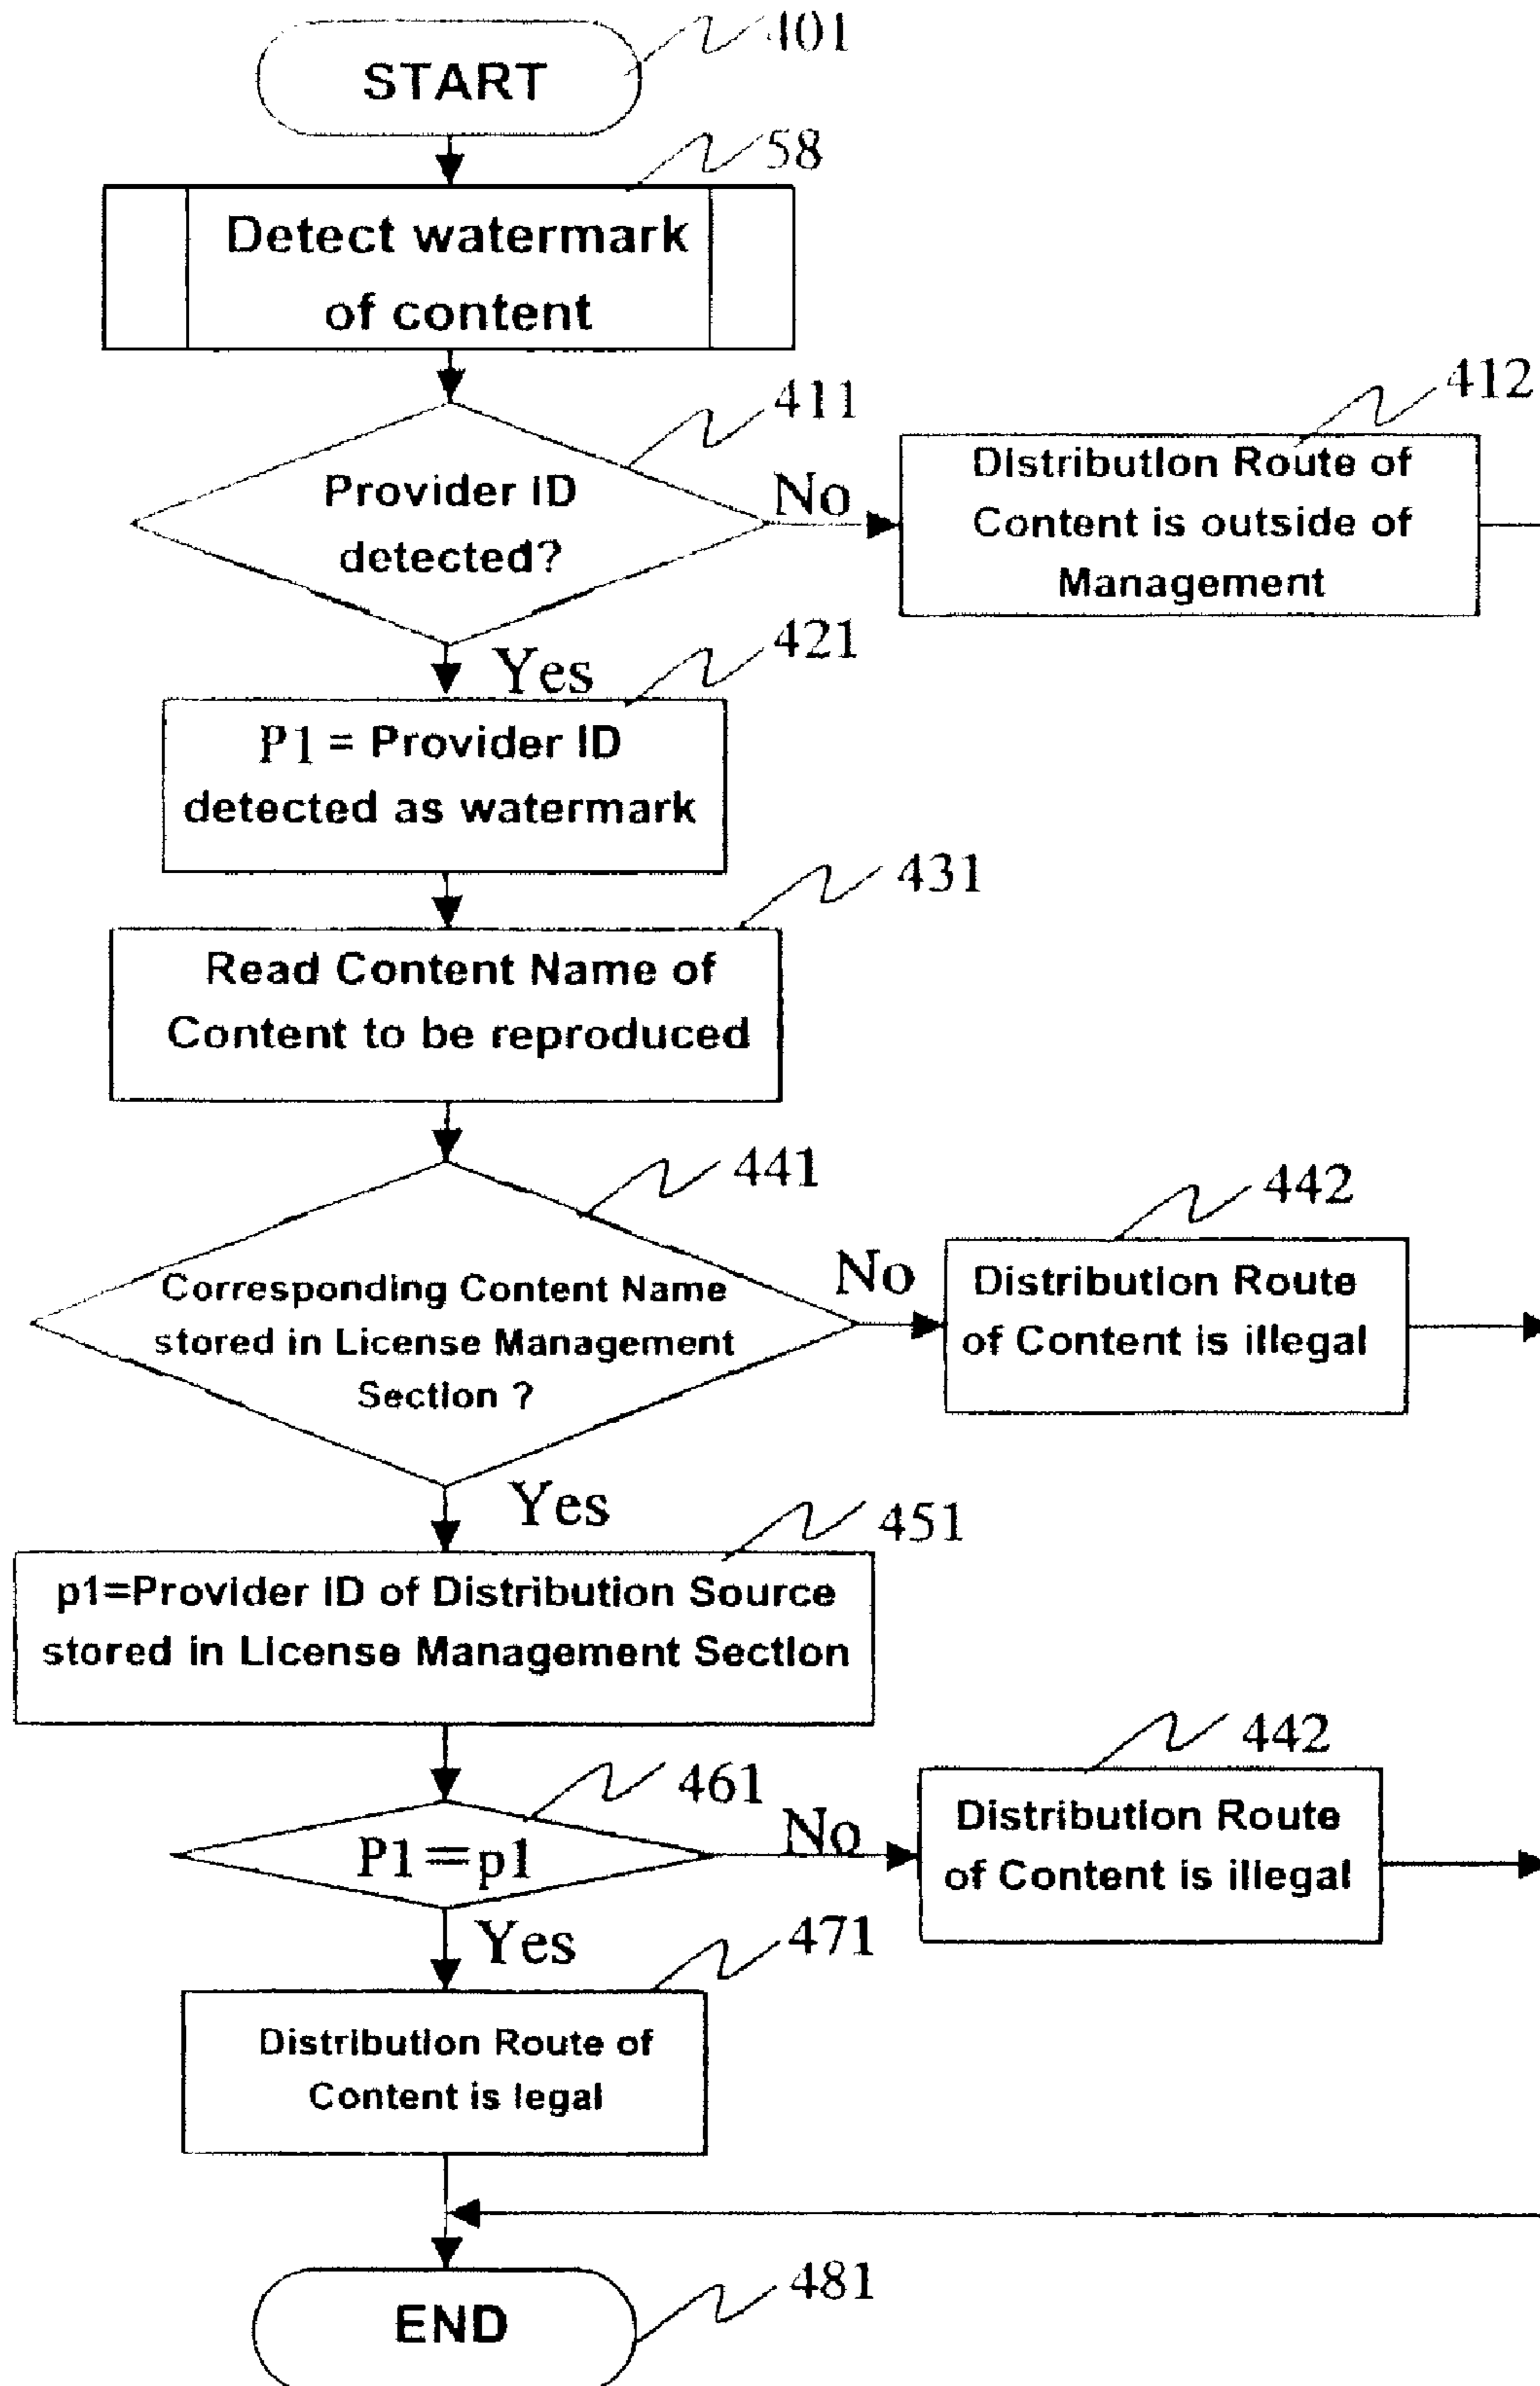 401
START
58
Detect watermark
of content
411
Provider ID
detected?
No
412
Distribution Route of
Content is outside of
Management
Yes
421
P1 = Provider ID
detected as watermark
431
Read Content Name of
Content to be reproduced
441
Corresponding Content Name
stored in License Management
Section ?
No
442
Distribution Route
of Content is illegal
Yes
451
p1=Provider ID of Distribution Source
stored in License Management Section
461
P1=p1
No
442
Distribution Route
of Content is illegal
Yes
471
Distribution Route of
Content is legal
481
END